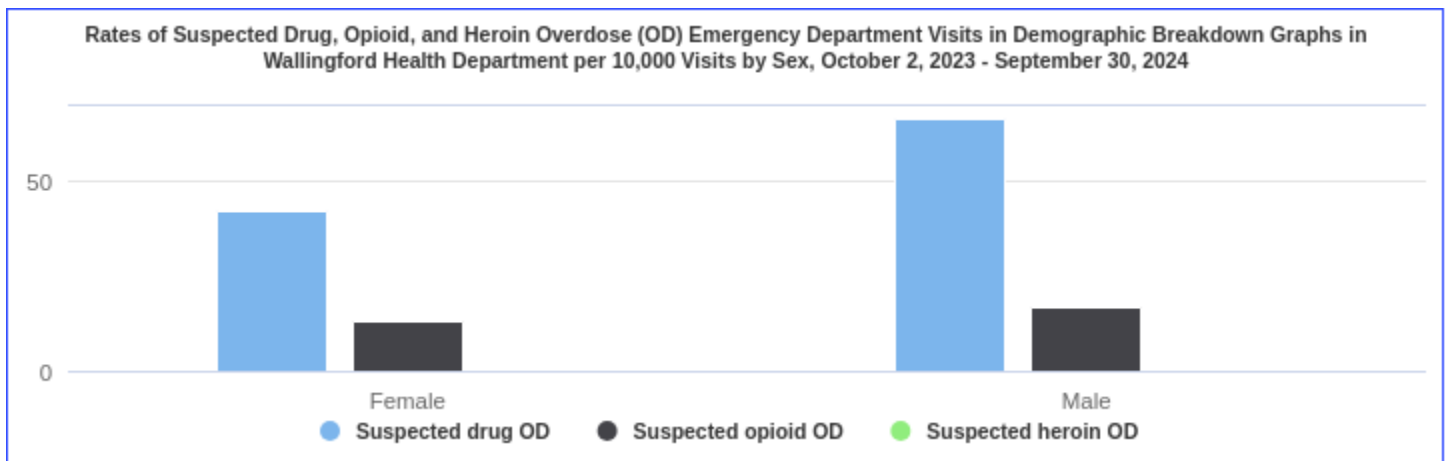 Rates of Suspected Drug, Opioid, and Heroin Overdose (OD) Emergency Department Visits in Demographic Breakdown Graphs in
Wallingford Health Department per 10,000 Visits by Sex, October 2, 2023 - September 30, 2024
50
0
Female Male
Suspected drug OD Suspected opioid OD Suspected heroin OD